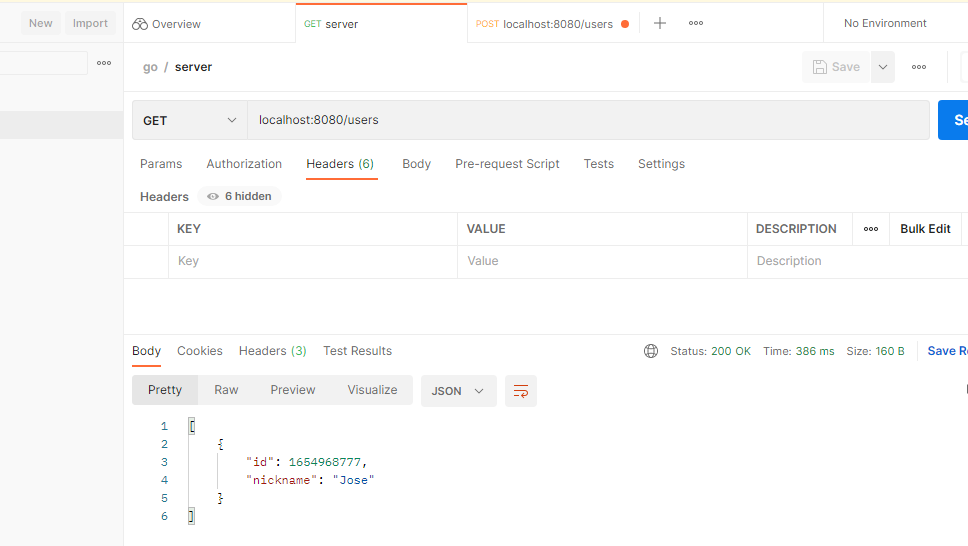 New Import Overview GET server POST localhost:8080/users No Environment
go / server Save
GET localhost:8080/users Se
Params Authorization Headers (6) Body Pre-request Script Tests Settings
Headers 6 hidden
KEY VALUE DESCRIPTION Bulk Edit
Key Value Description
Body Cookies Headers (3) Test Results Status: 200 OK Time: 386 ms Size: 160 B Save Re
Pretty Raw Preview Visualize JSON
1 [
2 {
3 "id": 1654968777,
4 "nickname": "Jose"
5 }
6 ]